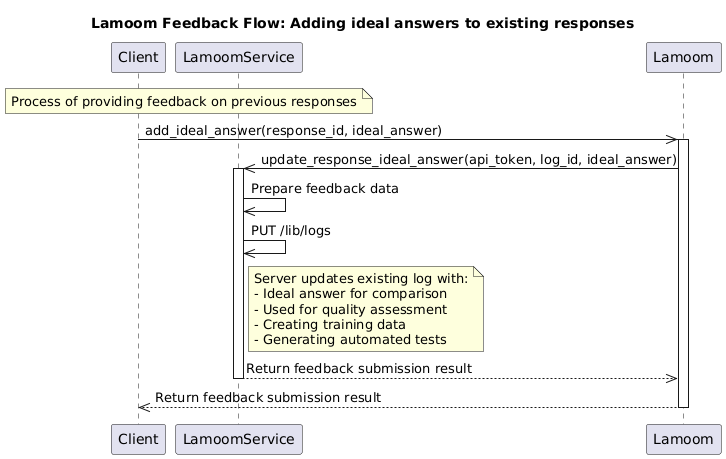 Lamoom Feedback Flow: Adding ideal answers to existing responses
Client
LamoomService
Lamoom
Process of providing feedback on previous responses
add_ideal_answer(response_id, ideal_answer)
update_response_ideal_answer(api_token, log_id, ideal_answer)
Prepare feedback data
PUT /lib/logs
Server updates existing log with:
- Ideal answer for comparison
- Used for quality assessment
- Creating training data
- Generating automated tests
Return feedback submission result
Return feedback submission result
Client
LamoomService
Lamoom